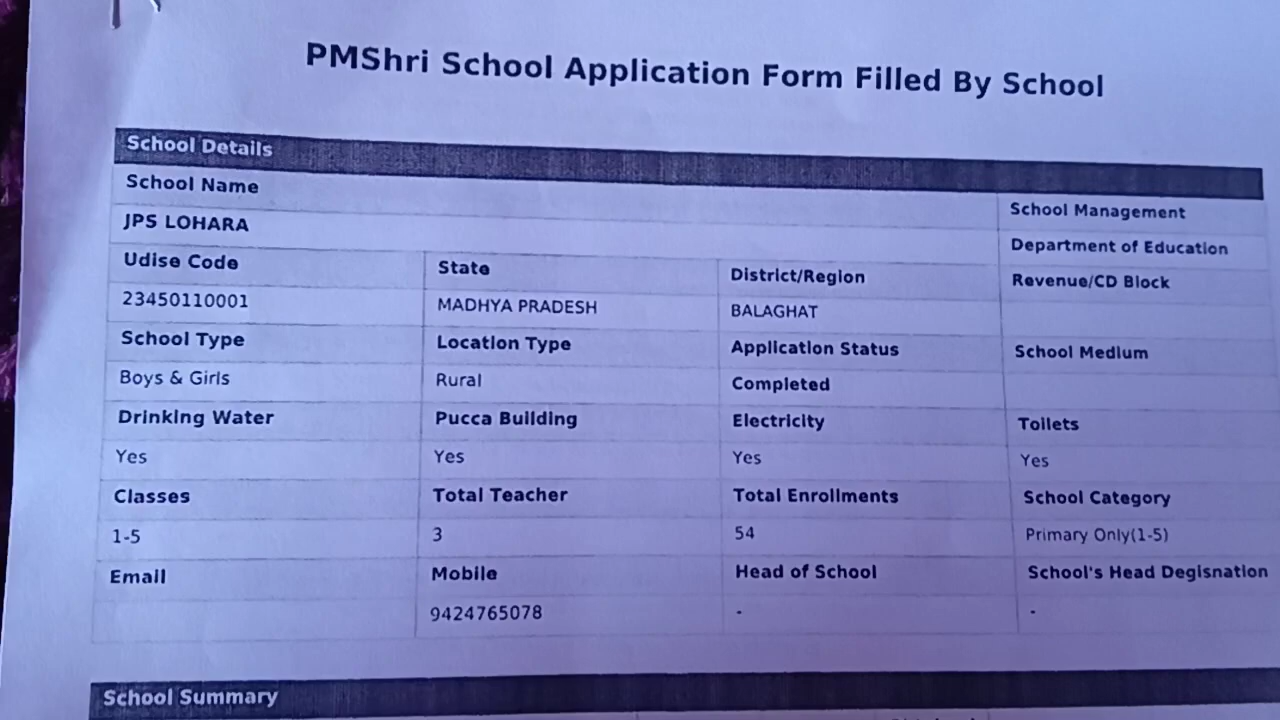 PMShri School Application Form Filled By School
School Details
School Name
School Management
JPS LOHARA
Department of Education
Udise Code State District/Region Revenue/CD Block
23450110001 MADHYA PRADESH BALAGHAT
School Type Location Type Application Status School Medium
Boys & Girls Rural Completed
Drinking Water Pucca Building Electricity Toilets
Yes Yes Yes Yes
Classes Total Teacher Total Enrollments School Category
1-5 3 54 Primary Only(1-5)
Email Mobile Head of School School's Head Degisnation
9424765078 - -
School Summary